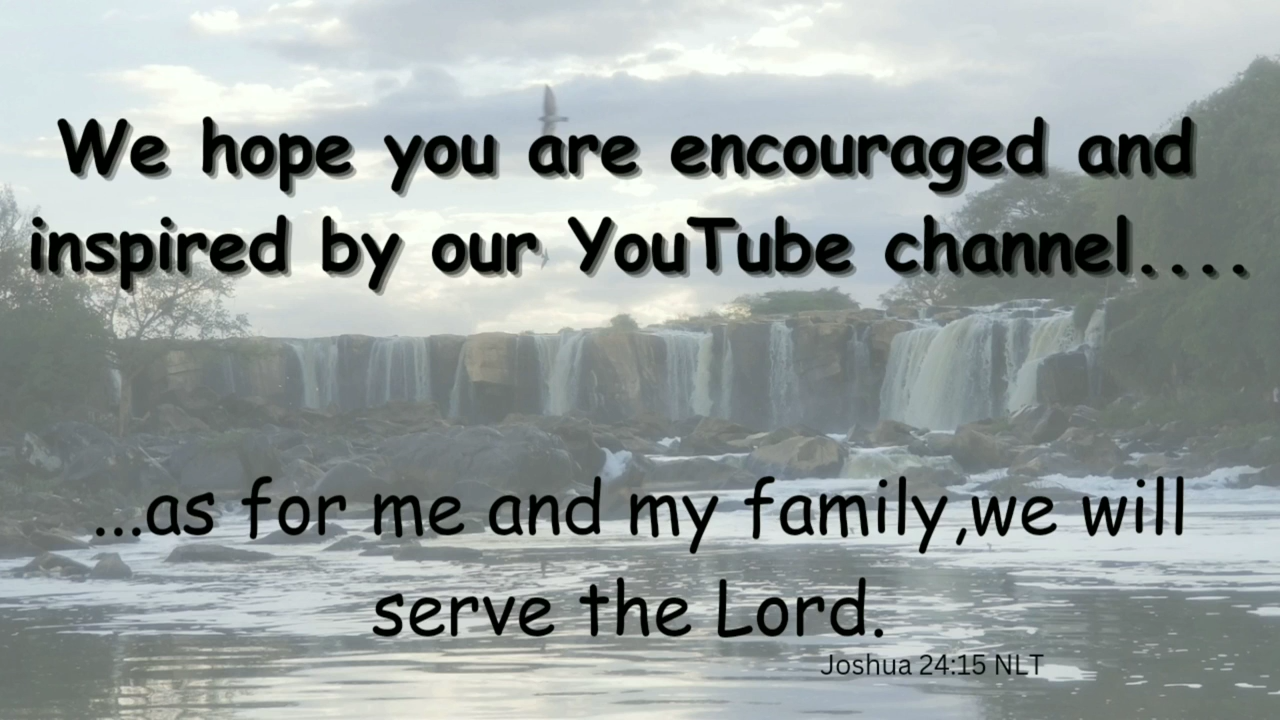 We hope you are encouraged and
inspired by our YouTube channel....
...as for me and my family,we will
serve the Lord.
Joshua 24:15 NLT